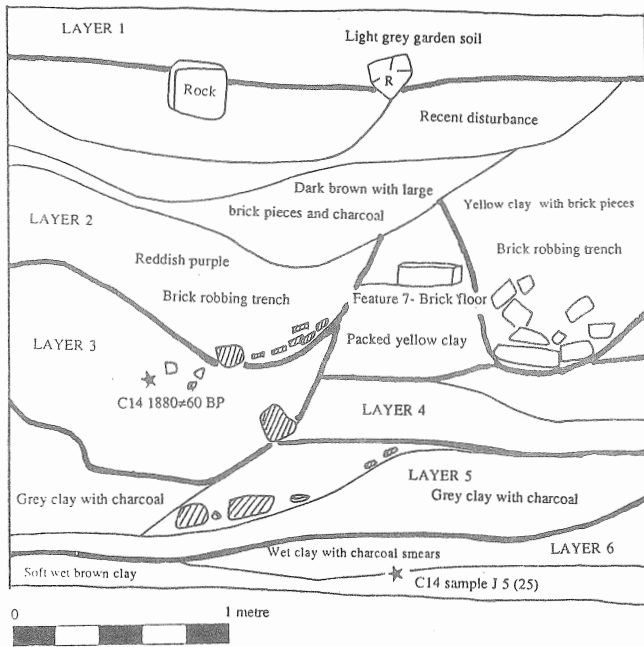 LAYER 1
Light grey garden soil
Rock
R
Recent disturbance
Dark brown with large
brick pieces and charcoal
Yellow clay with brick pieces
LAYER 2
Reddish purple
Brick robbing trench
Brick robbing trench
Feature 7- Brick floor
LAYER 3
Packed yellow clay
C14 1880≠60 BP
LAYER 4
LAYER 5
Grey clay with charcoal
Grey clay with charcoal
LAYER 6
Wet clay with charcoal smears
Soft wet brown clay
C14 sample J 5 (25)
0
1 metre